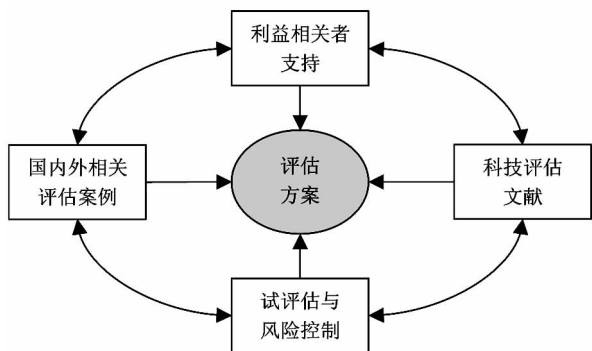 利益相关者
支持
国内外相关
评估案例
评估
方案
科技评估
文献
试评估与
风险控制